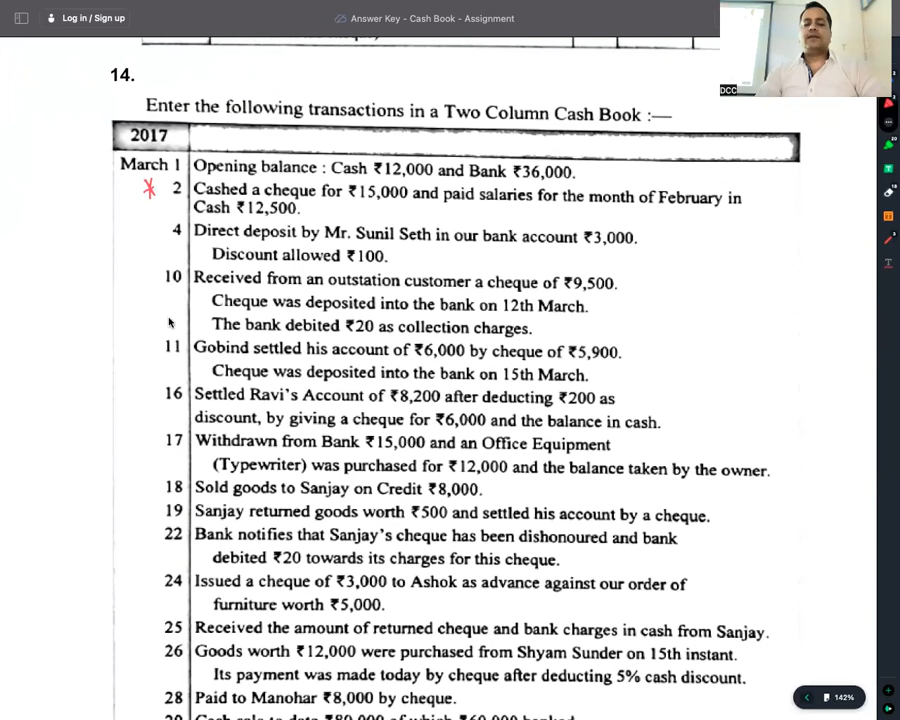 Log in / Sign up
Answer Key - Cash Book - Assignment
DCC
14.
Enter the following transactions in a Two Column Cash Book :—
2017
March 1 Opening balance : Cash ₹12,000 and Bank ₹36,000.
2 Cashed a cheque for ₹15,000 and paid salaries for the month of February in
Cash ₹12,500.
4 Direct deposit by Mr. Sunil Seth in our bank account ₹3,000.
Discount allowed ₹100.
10 Received from an outstation customer a cheque of ₹9,500.
Cheque was deposited into the bank on 12th March.
The bank debited ₹20 as collection charges.
11 Gobind settled his account of ₹6,000 by cheque of ₹5,900.
Cheque was deposited into the bank on 15th March.
16 Settled Ravi's Account of ₹8,200 after deducting ₹200 as
discount, by giving a cheque for ₹6,000 and the balance in cash.
17 Withdrawn from Bank ₹15,000 and an Office Equipment
(Typewriter) was purchased for ₹12,000 and the balance taken by the owner.
18 Sold goods to Sanjay on Credit ₹8,000.
19 Sanjay returned goods worth ₹500 and settled his account by a cheque.
22 Bank notifies that Sanjay's cheque has been dishonoured and bank
debited ₹20 towards its charges for this cheque.
24 Issued a cheque of ₹3,000 to Ashok as advance against our order of
furniture worth ₹5,000.
25 Received the amount of returned cheque and bank charges in cash from Sanjay.
26 Goods worth ₹12,000 were purchased from Shyam Sunder on 15th instant.
Its payment was made today by cheque after deducting 5% cash discount.
28 Paid to Manohar ₹8,000 by cheque.
29 Cash sale to date ₹80,000 of which ₹60,000 banked.
142%